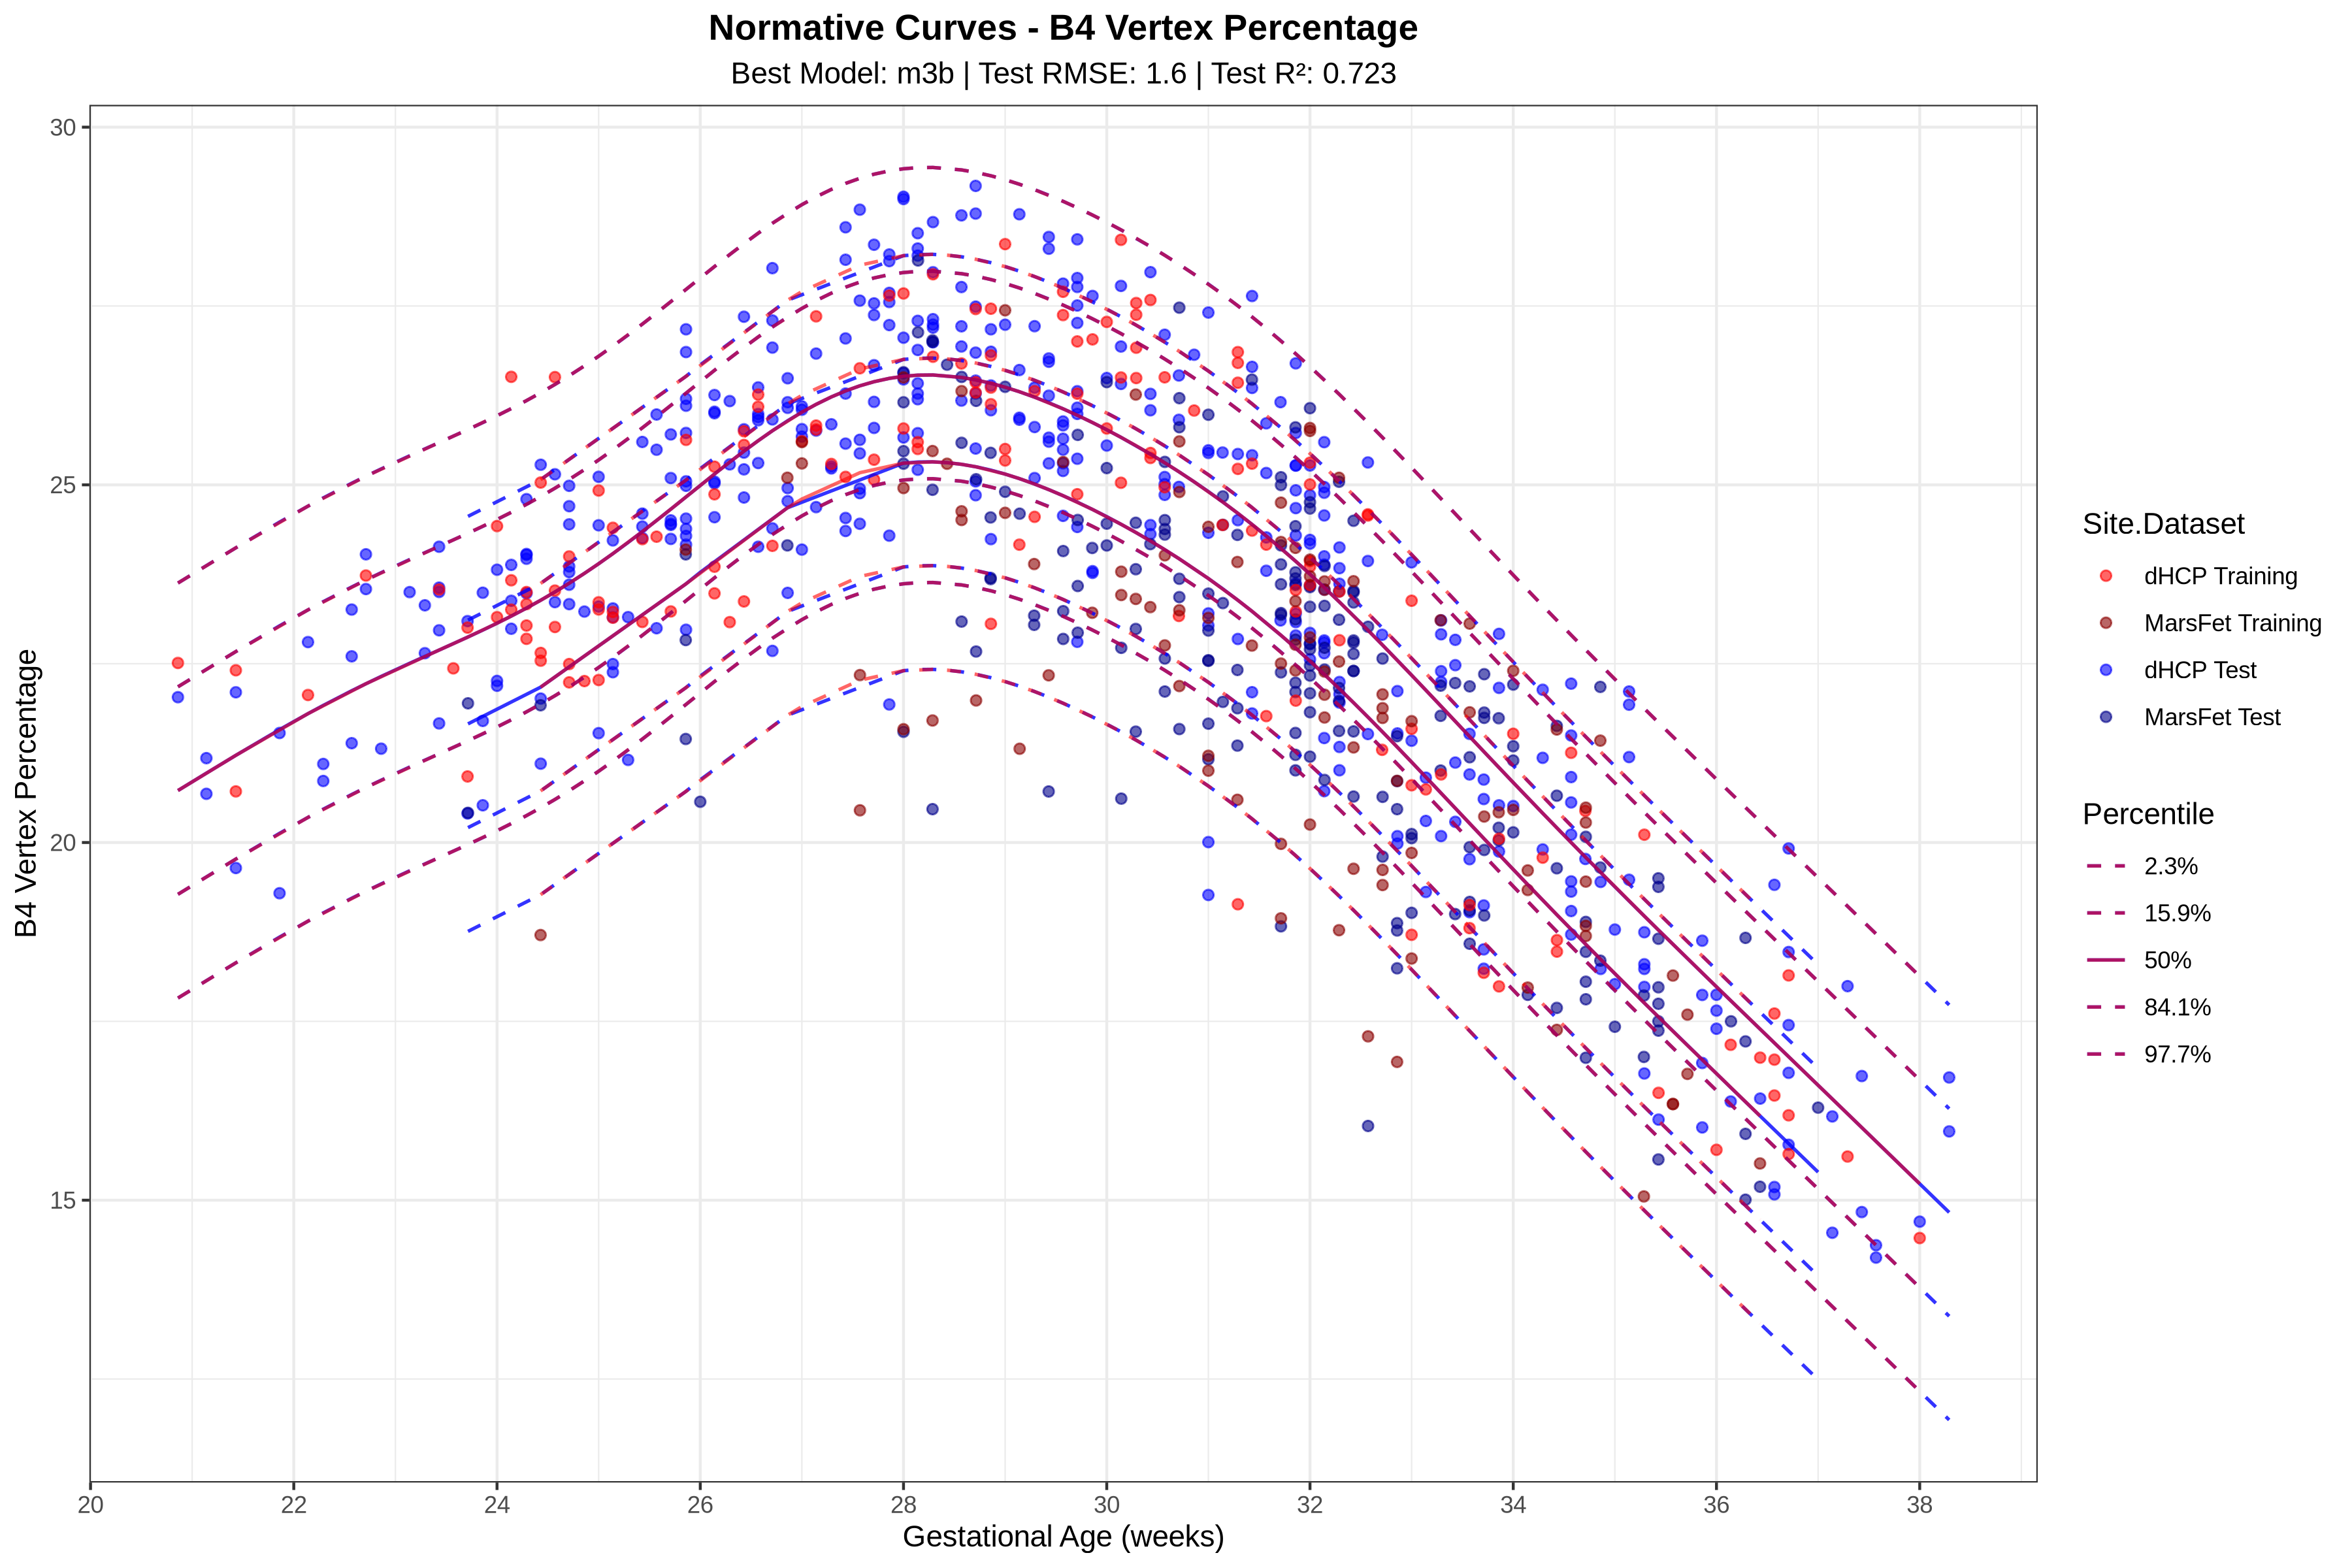 Normative Curves - B4 Vertex Percentage
Best Model: m3b | Test RMSE: 1.6 | Test R²: 0.723
B4 Vertex Percentage
30
25
20
15
20 22 24 26 28 30 32 34 36 38
Gestational Age (weeks)
Site.Dataset
dHCP Training
MarsFet Training
dHCP Test
MarsFet Test
Percentile
2.3%
15.9%
50%
84.1%
97.7%